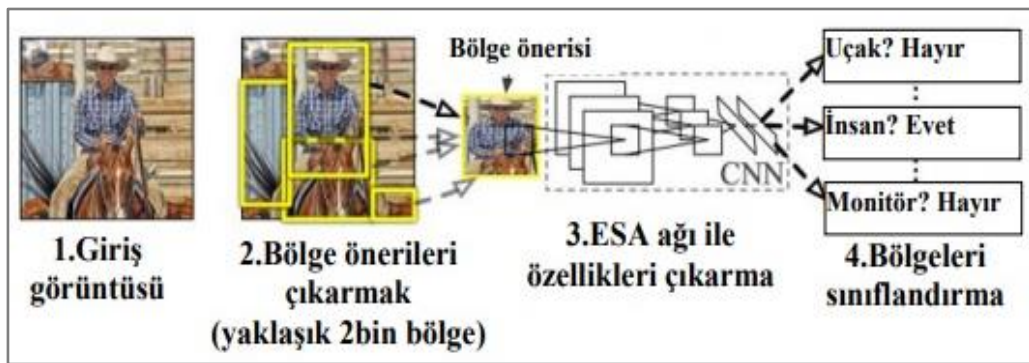 Bölge önerisi
Uçak? Hayır
İnsan? Evet
Monitör? Hayır
CNN
1.Giriş
görüntüsü
2.Bölge önerileri
çıkarmak
(yaklaşık 2bin bölge)
3.ESA ağı ile
özellikleri çıkarma
4.Bölgeleri
sınıflandırma